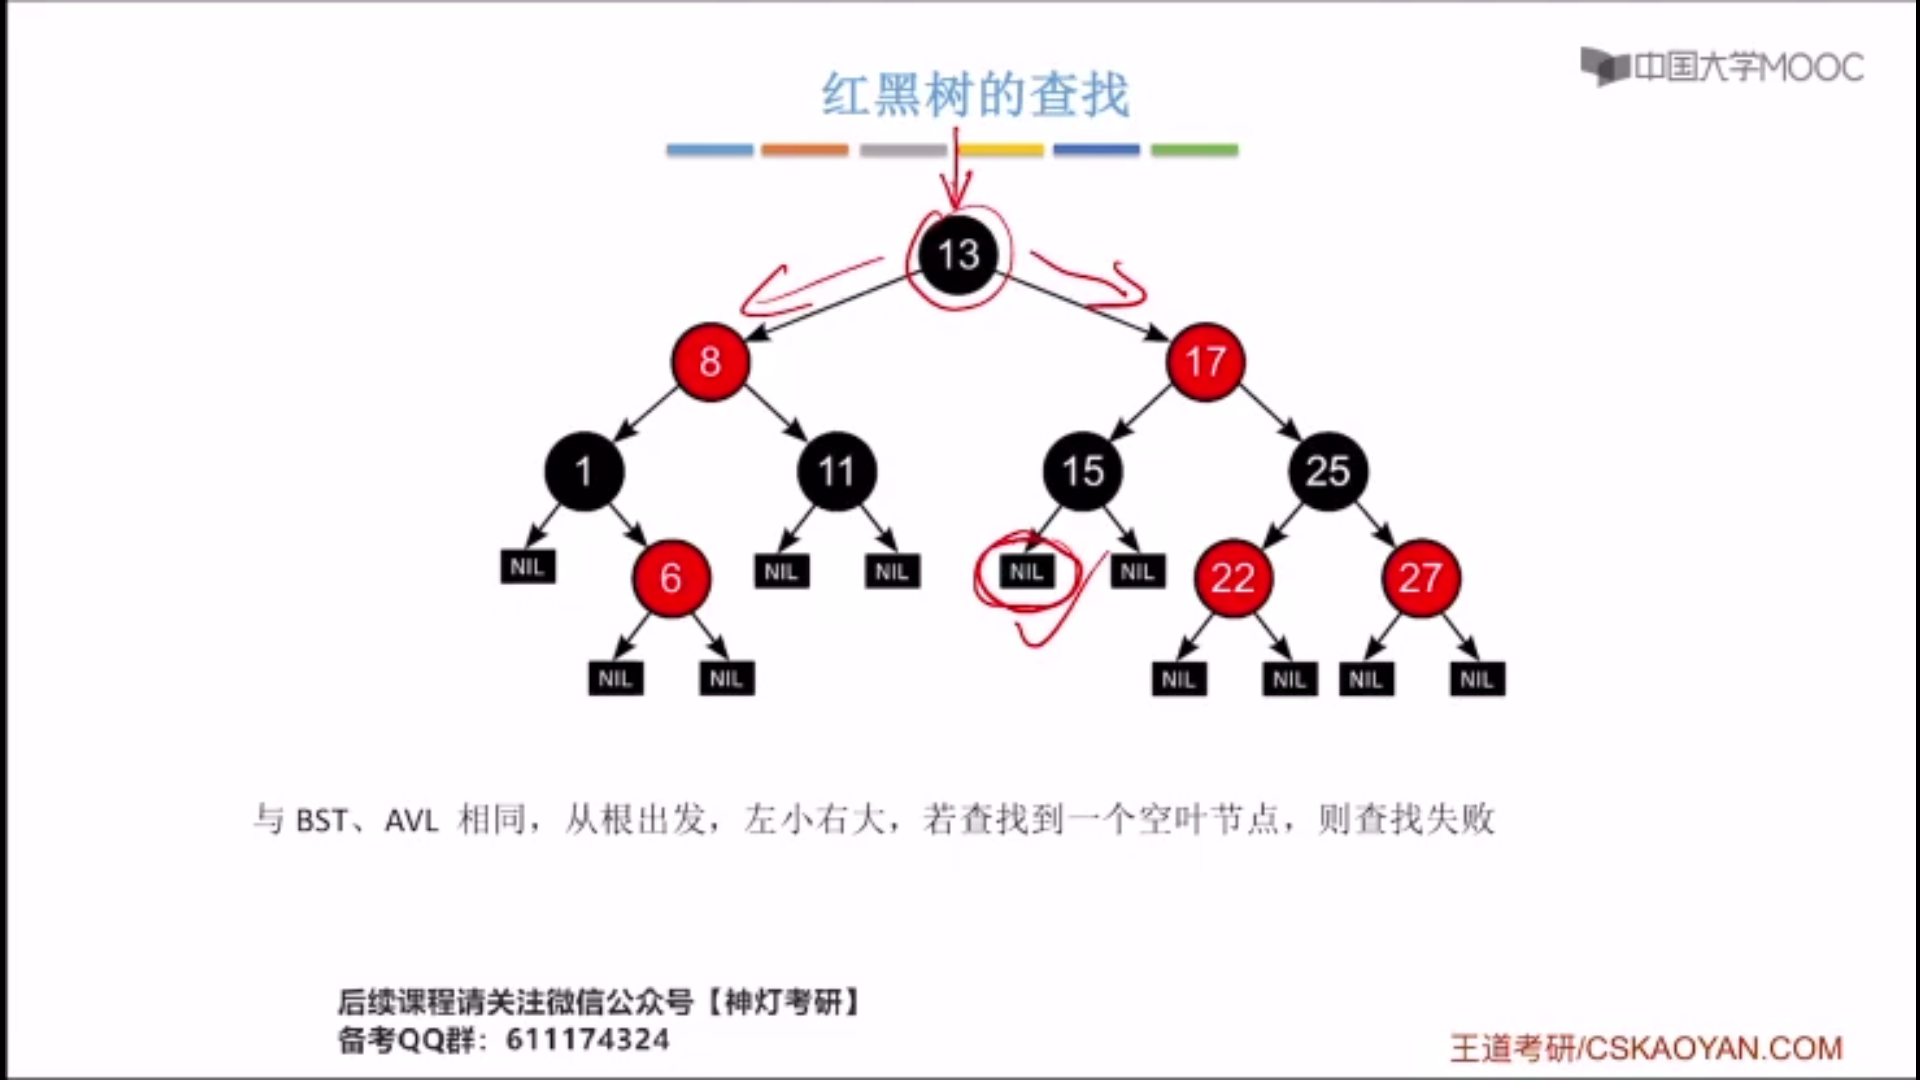 中国大学MOOC
红黑树的查找
13
8
17
1
11
15
25
NIL
6
NIL
NIL
NIL
NIL
22
27
NIL
NIL
NIL
NIL
NIL
NIL
与 BST、AVL 相同，从根出发，左小右大，若查找到一个空叶节点，则查找失败
后续课程请关注微信公众号【神灯考研】
备考QQ群：611174324
王道考研/CSKAOYAN.COM